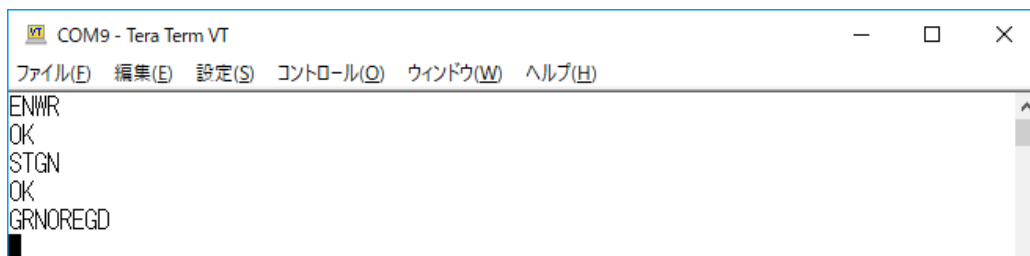 COM9 - Tera Term VT
ファイル(F) 編集(E) 設定(S) コントロール(O) ウィンドウ(W) ヘルプ(H)
ENWR
OK
STGN
OK
GRNOREGD